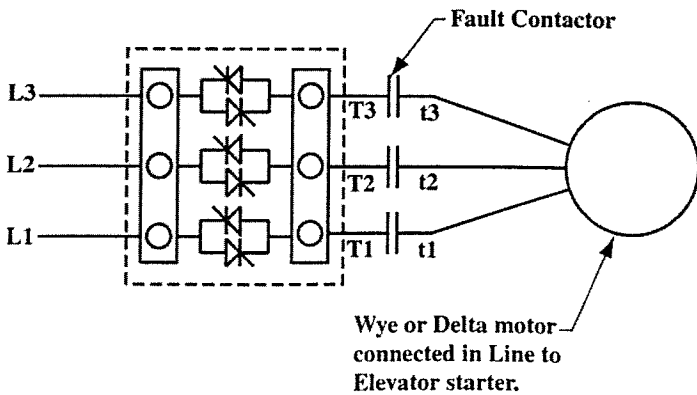 Fault Contactor
L3
T3
t3
L2
T2
t2
L1
T1
t1
Wye or Delta motor
connected in Line to
Elevator starter.